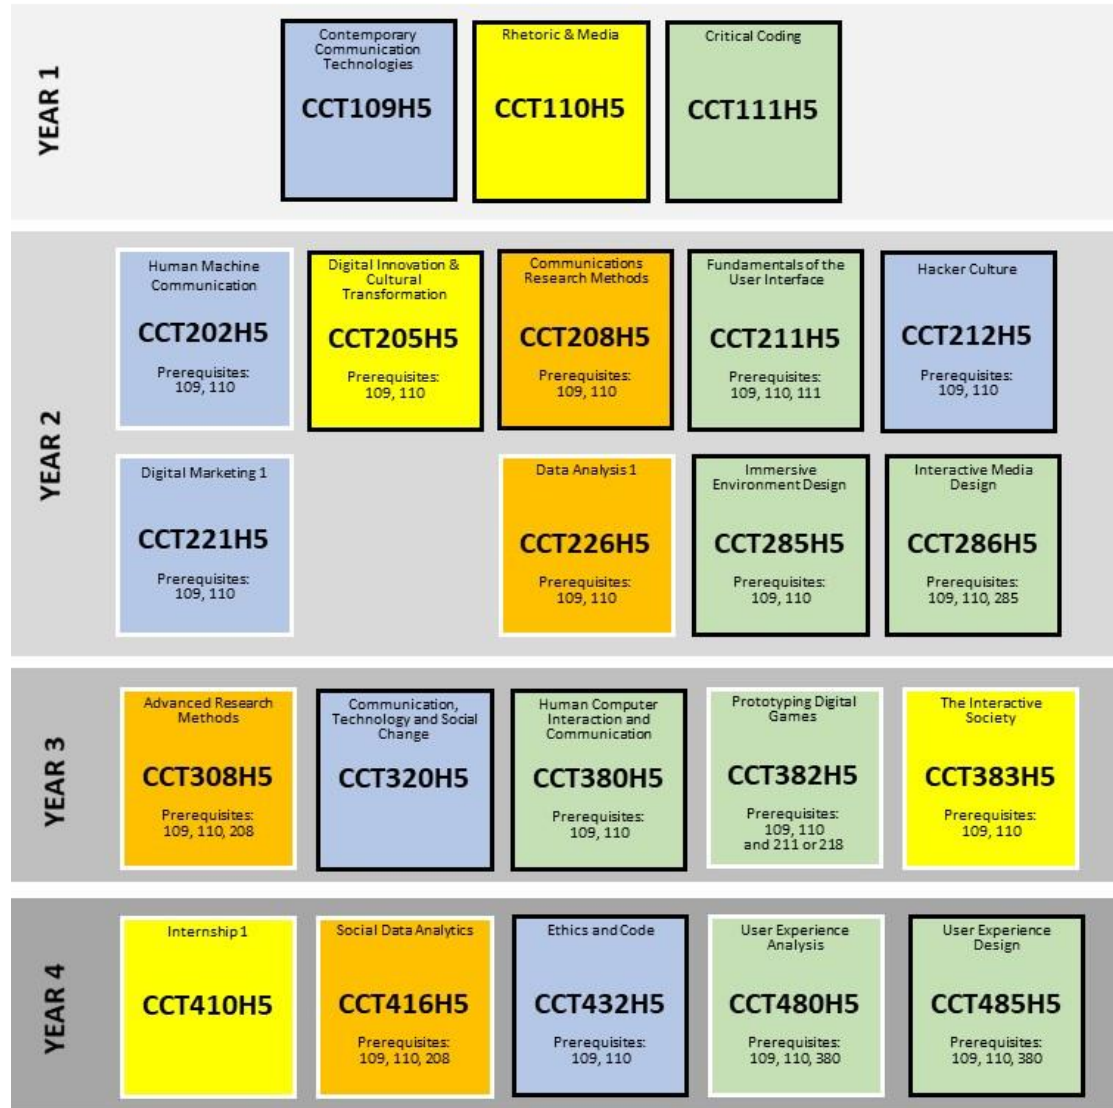 YEAR 1
Contemporary
Communication
Technologies
CCT109H5
Rhetoric & Media
CCT110H5
Critical Coding
CCT111H5
YEAR 2
Human Machine
Communication
CCT202H5
Prerequisites:
109, 110
Digital Innovation &
Cultural
Transformation
CCT205H5
Prerequisites:
109, 110
Communications
Research Methods
CCT208H5
Prerequisites:
109, 110
Fundamentals of the
User Interface
CCT211H5
Prerequisites:
109, 110, 111
Hacker Culture
CCT212H5
Prerequisites:
109, 110
Digital Marketing 1
CCT221H5
Prerequisites:
109, 110
Data Analysis 1
CCT226H5
Prerequisites:
109, 110
Immersive
Environment Design
CCT285H5
Prerequisites:
109, 110
Interactive Media
Design
CCT286H5
Prerequisites:
109, 110, 285
YEAR 3
Advanced Research
Methods
CCT308H5
Prerequisites:
109, 110, 208
Communication,
Technology and Social
Change
CCT320H5
Human Computer
Interaction and
Communication
CCT380H5
Prerequisites:
109, 110
Prototyping Digital
Games
CCT382H5
Prerequisites:
109, 110
and 211 or 218
The Interactive
Society
CCT383H5
Prerequisites:
109, 110
YEAR 4
Internship 1
CCT410H5
Social Data Analytics
CCT416H5
Prerequisites:
109, 110, 208
Ethics and Code
CCT432H5
Prerequisites:
109, 110
User Experience
Analysis
CCT480H5
Prerequisites:
109, 110, 380
User Experience
Design
CCT485H5
Prerequisites:
109, 110, 380